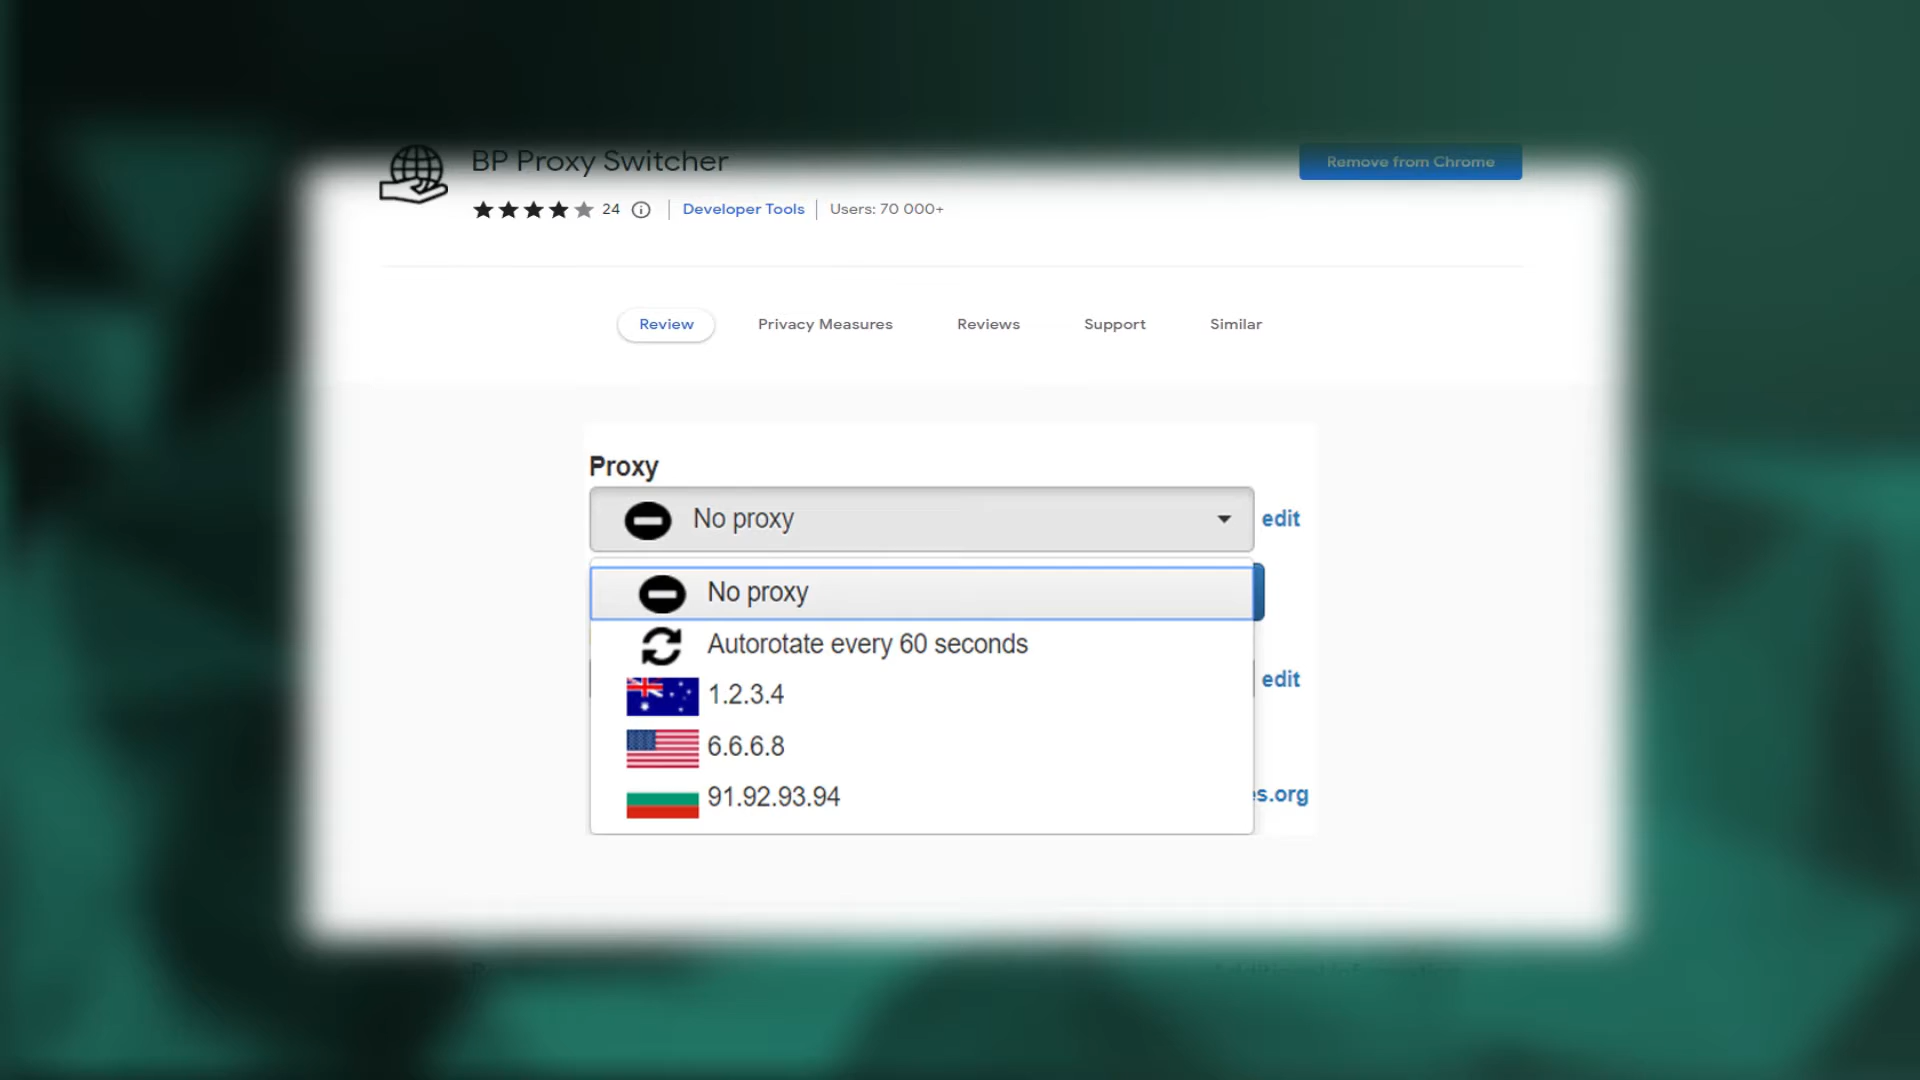 BP Proxy Switcher
Remove from Chrome
24
Developer Tools
Users: 70 000+
Review
Privacy Measures
Reviews
Support
Similar
Proxy
No proxy
edit
No proxy
Autorotate every 60 seconds
1.2.3.4
edit
6.6.6.8
91.92.93.94
es.org